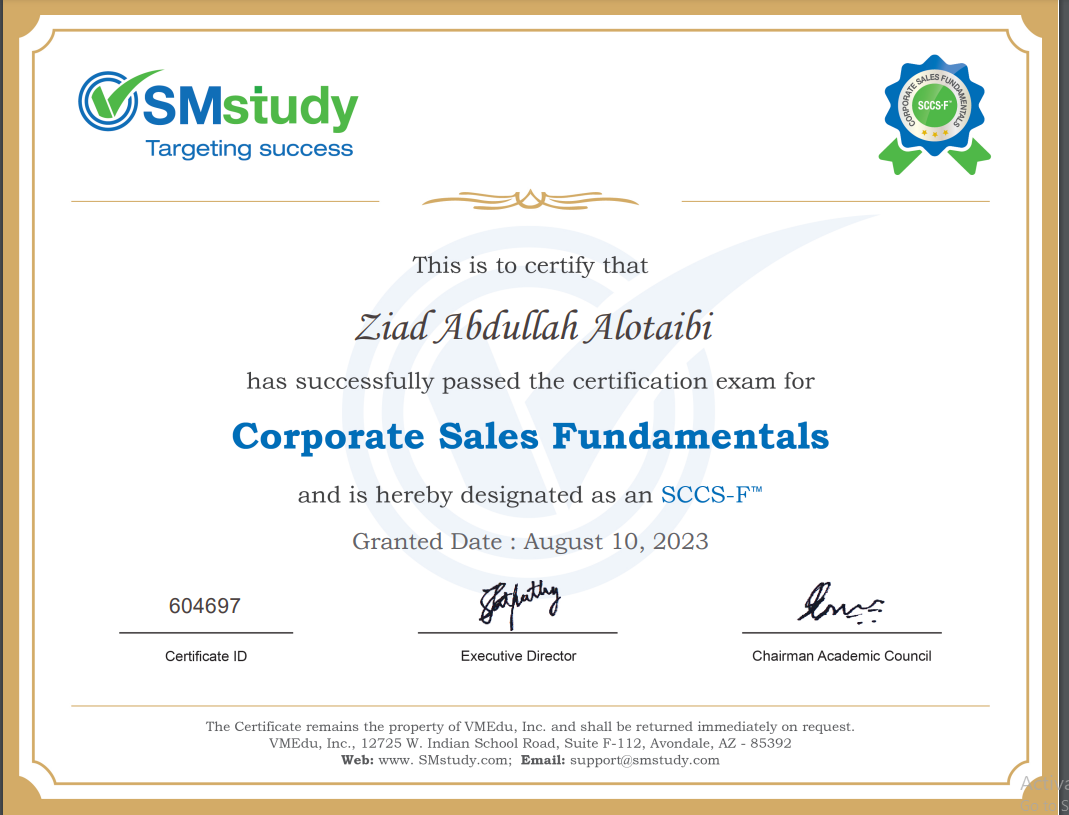 SMstudy
Targeting success
CORPORATE SALES FUNDAMENTALS
SCCS-F™
This is to certify that
Ziad Abdullah Alotaibi
has successfully passed the certification exam for
Corporate Sales Fundamentals
and is hereby designated as an SCCS-F™
Granted Date : August 10, 2023
604697
Certificate ID
Executive Director
Chairman Academic Council
The Certificate remains the property of VMEdu, Inc. and shall be returned immediately on request.
VMEdu, Inc., 12725 W. Indian School Road, Suite F-112, Avondale, AZ - 85392
Web: www. SMstudy.com; Email: support@smstudy.com